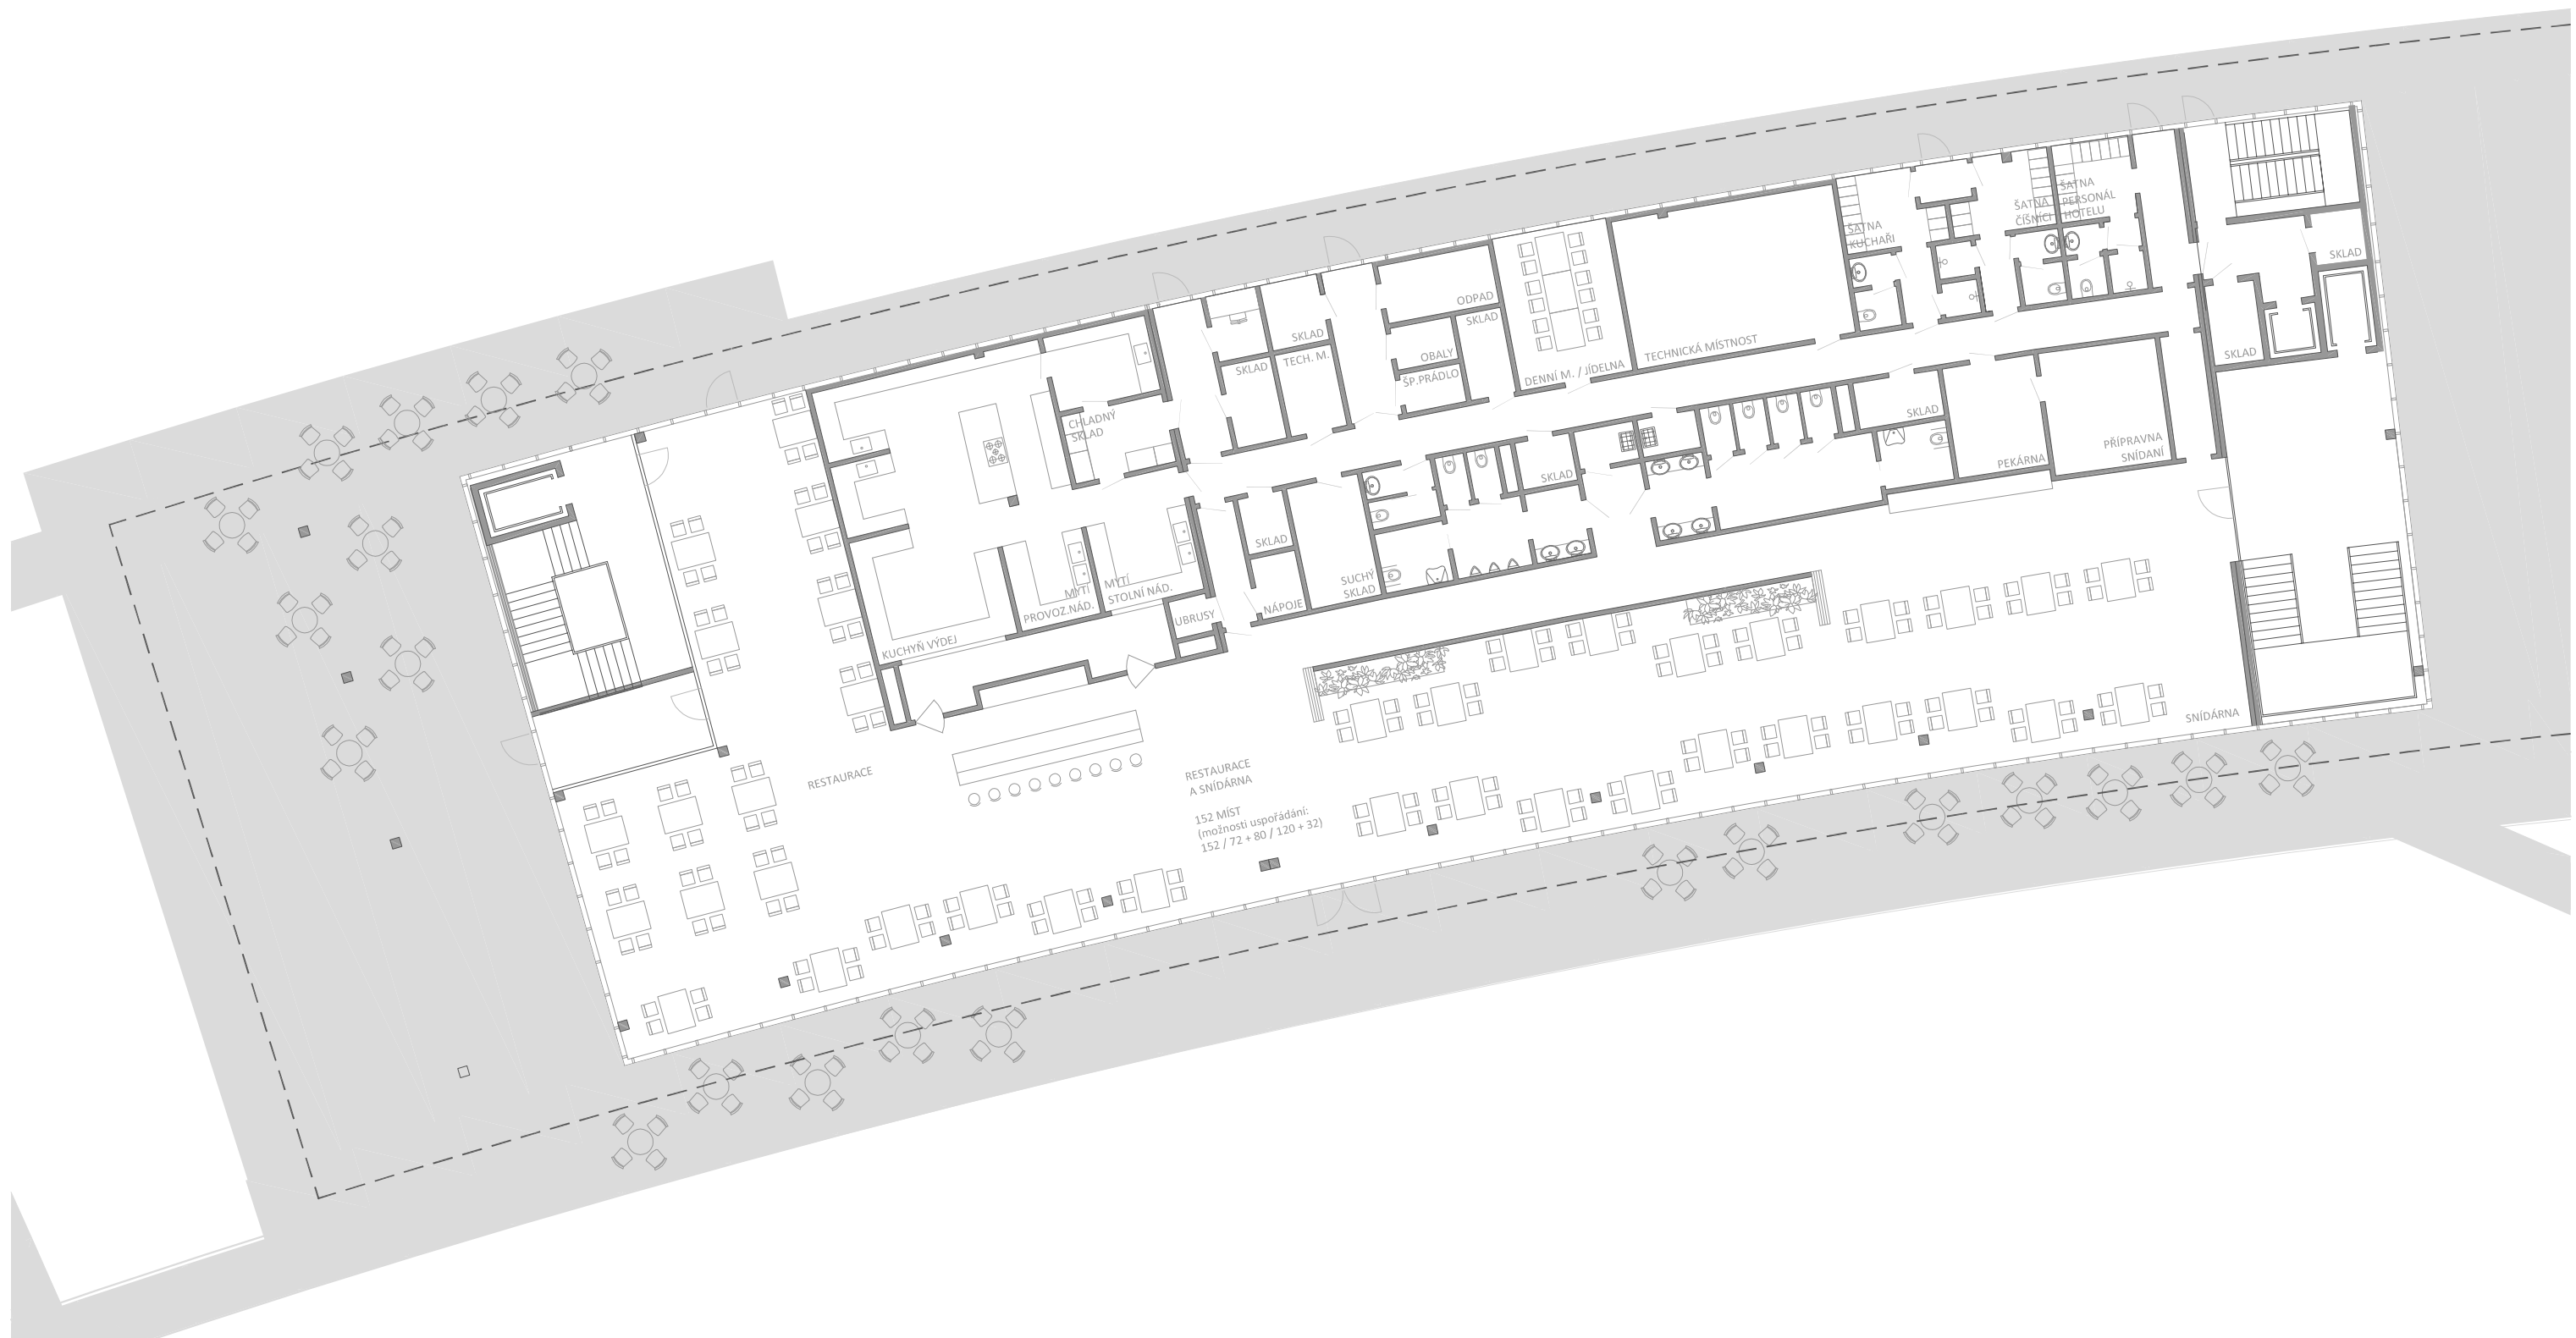 ŠATNA
PERSONÁL
HOTELU
ŠATNA
ČÍŠNÍCI
ŠATNA
KUCHAŘI
SKLAD
SKLAD
ODPAD
SKLAD
OBALY
ŠP.PRÁDLO
DENNÍ M. / JÍDELNA
TECHNICKÁ MÍSTNOST
SKLAD
TECH. M.
SKLAD
CHLADNÝ
SKLAD
SKLAD
PEKÁRNA
PŘÍPRAVNA
SNÍDANÍ
SKLAD
SKLAD
SUCHÝ
SKLAD
NÁPOJE
MYTÍ
STOLNÍ NÁD.
MYTÍ
PROVOZ.NÁD.
UBRUSY
KUCHYŇ VÝDEJ
RESTAURACE
RESTAURACE
A SNÍDÁRNA
152 MÍST
(možnosti uspořádání:
152 / 72 + 80 / 120 + 32)
SNÍDÁRNA